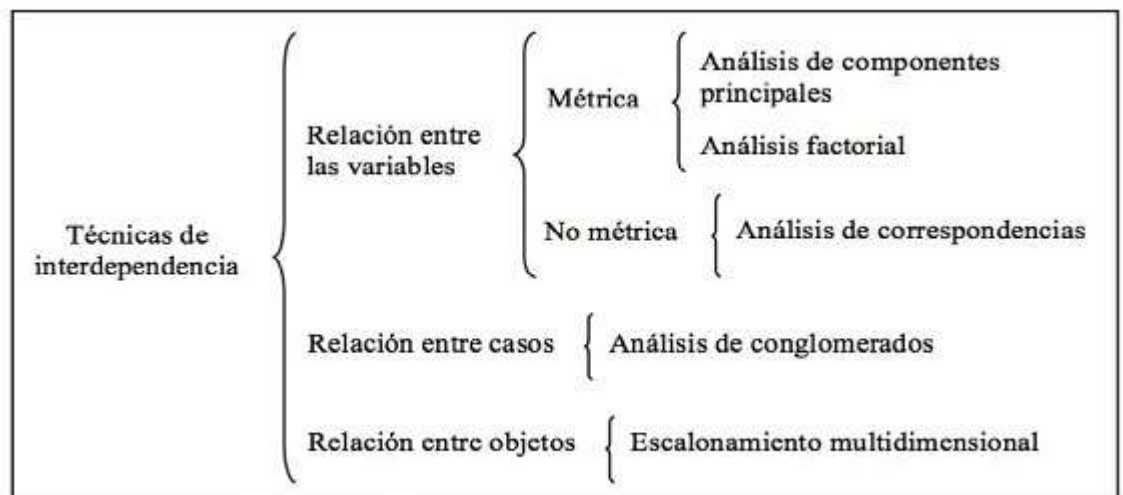 Técnicas de
interdependencia
Relación entre
las variables
Métrica
Análisis de componentes
principales
Análisis factorial
No métrica
Análisis de correspondencias
Relación entre casos
Análisis de conglomerados
Relación entre objetos
Escalonamiento multidimensional